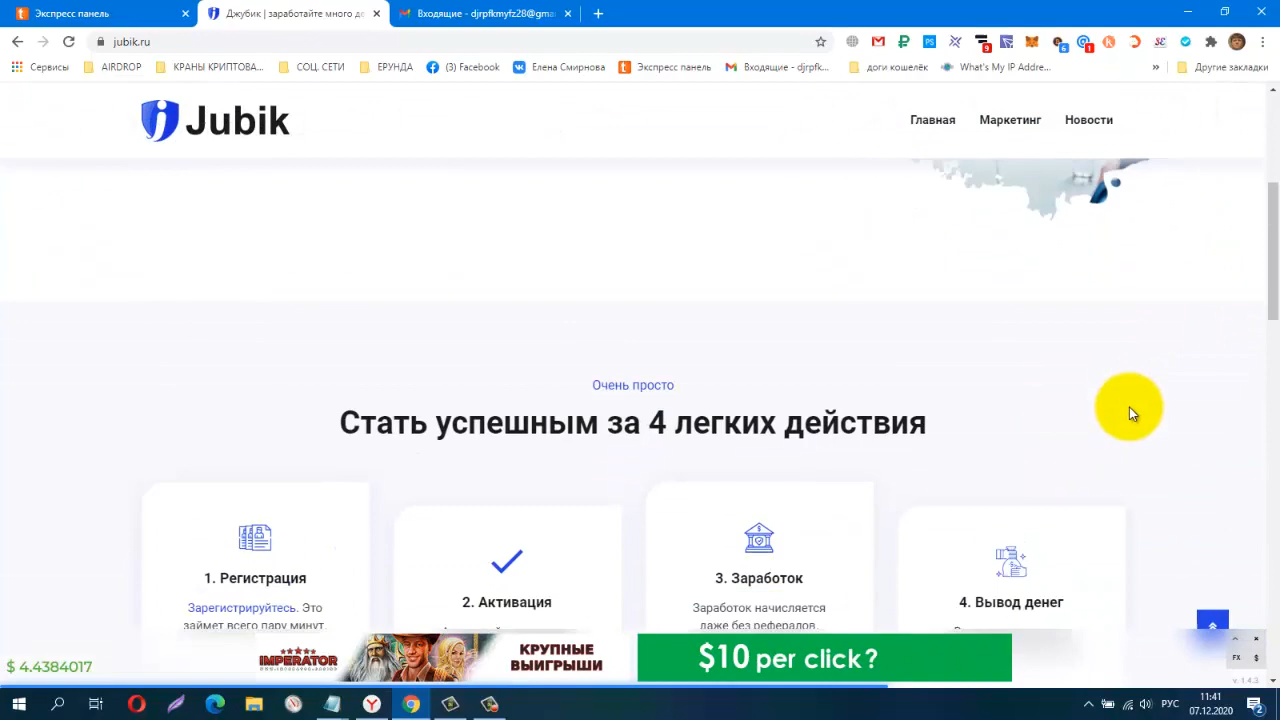 Экспресс панель
Джубик | заработайте много де
Входящие - djrpfkmyfz28@gma
jubik.ru
Сервисы
AIRDROP
КРАНЫ КРИПТОВА...
СОЦ. СЕТИ
ЕРУНДА
(3) Facebook
Елена Смирнова
Экспресс панель
Входящие - djrpfk...
доги кошелёк
What's My IP Addre...
»
Другие закладки
Jubik
Главная
Маркетинг
Новости
Очень просто
Стать успешным за 4 легких действия
1. Регистрация
Зарегистрируйтесь. Это
займет всего пару минут.
2. Активация
3. Заработок
Заработок начисляется
даже без рефералов
4. Вывод денег
IMPERATOR
КРУПНЫЕ
ВЫИГРЫШИ
$10 per click?
$ 4.4384017
FX $
v: 1.4.3
РУС
11:41
07.12.2020